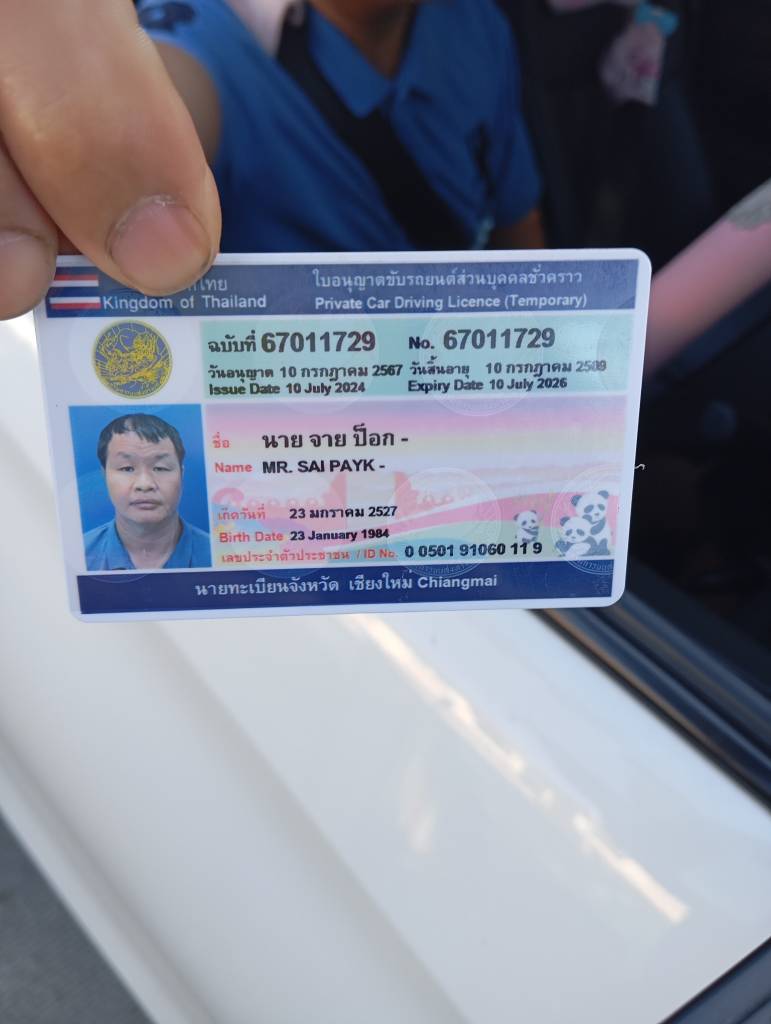 ใบอนุญาตขับรถยนต์ส่วนบุคคลชั่วคราว
Kingdom of Thailand
Private Car Driving Licence (Temporary)
ฉบับที่ 67011729 No. 67011729
วันอนุญาต 10 กรกฎาคม 2567 วันสิ้นอายุ 10 กรกฎาคม 2569
Issue Date 10 July 2024 Expiry Date 10 July 2026
ชื่อ นาย จาย ป็อก -
Name MR. SAI PAYK -
เกิดวันที่ 23 มกราคม 2527
Birth Date 23 January 1984
เลขประจำตัวประชาชน / ID No. 0 0501 91060 11 9
นายทะเบียนจังหวัด เชียงใหม่ Chiangmai